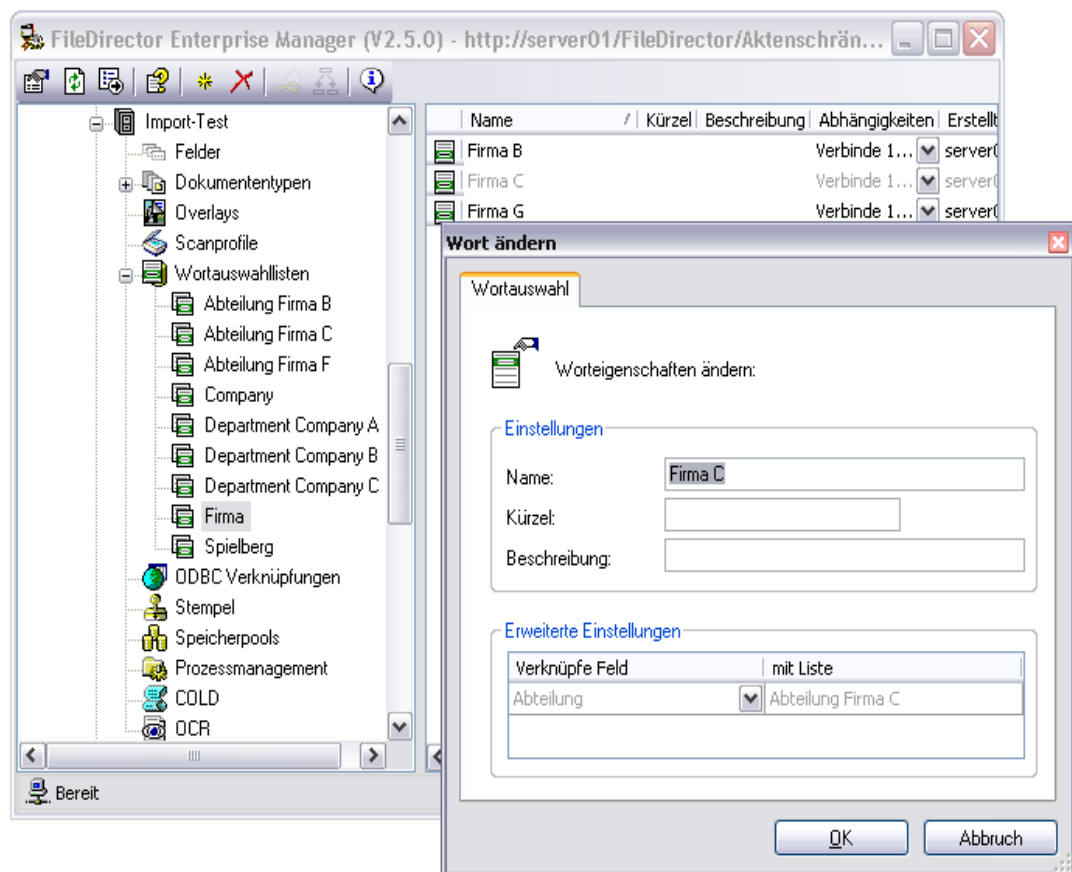 FileDirector Enterprise Manager (V2.5.0) - http://server01/FileDirector/Aktenschrän...
Import-Test
Felder
Dokumententypen
Overlays
Scanprofile
Wortauswahllisten
Abteilung Firma B
Abteilung Firma C
Abteilung Firma F
Company
Department Company A
Department Company B
Department Company C
Firma
Spielberg
ODBC Verknüpfungen
Stempel
Speicherpools
Prozessmanagement
COLD
OCR
Bereit
Name / Kürzel Beschreibung Abhängigkeiten Erstellt
Firma B Verbinde 1... server0
Firma C Verbinde 1... server0
Firma G Verbinde 1... server0
Wort ändern
Wortauswahl
Worteigenschaften ändern:
Einstellungen
Name: Firma C
Kürzel:
Beschreibung:
Erweiterte Einstellungen
Verknüpfe Feld mit Liste
Abteilung Abteilung Firma C
OK Abbruch